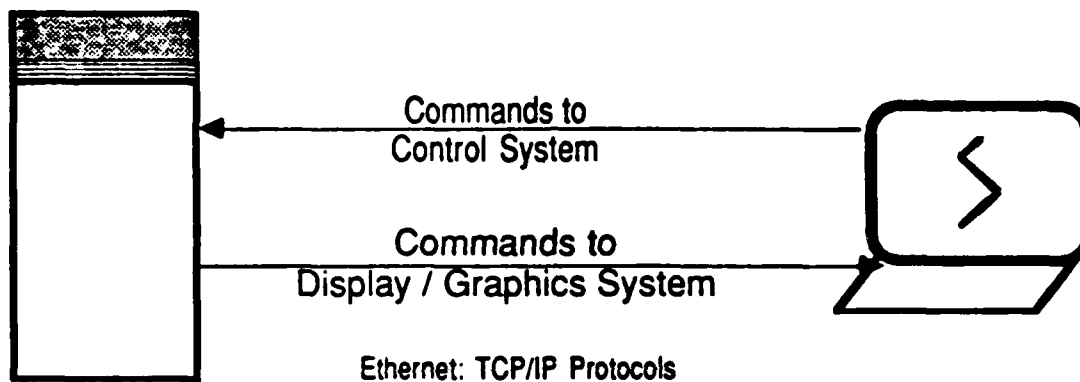 Commands to
Control System
Commands to
Display / Graphics System
Ethernet: TCP/IP Protocols